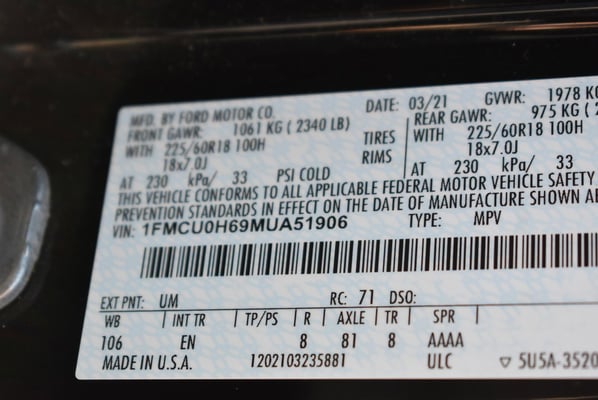 MFD. BY FORD MOTOR CO. DATE: 03/21 GVWR: 1978 KG
FRONT GAWR: 1061 KG ( 2340 LB) REAR GAWR: 975 KG (
WITH 225/60R18 100H TIRES WITH 225/60R18 100H
18x7.0J RIMS 18x7.0J
AT 230 kPa/ 33 PSI COLD AT 230 kPa/ 33
THIS VEHICLE CONFORMS TO ALL APPLICABLE FEDERAL MOTOR VEHICLE SAFETY
PREVENTION STANDARDS IN EFFECT ON THE DATE OF MANUFACTURE SHOWN
VIN: 1FMCU0H69MUA51906 TYPE: MPV
EXT PNT: UM RC: 71 DSO:
WB | INT TR | TP/PS | R | AXLE | TR | SPR |
106 EN 8 81 8 AAAA
MADE IN U.S.A. 1202103235881 ULC ▽ 5U5A-3520